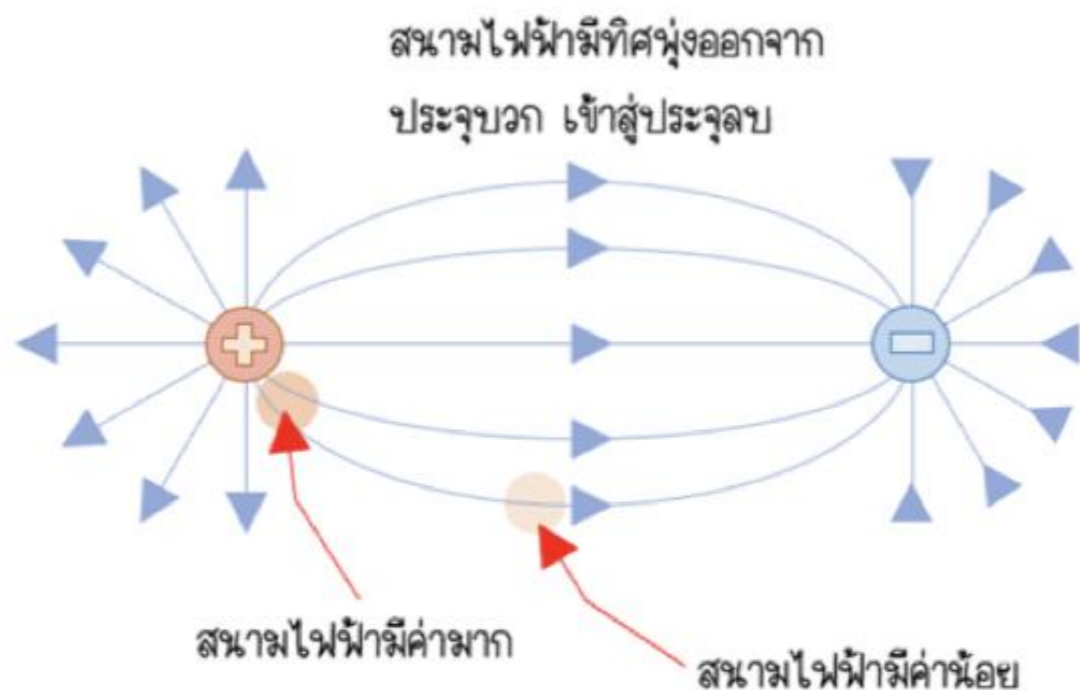 สนามไฟฟ้ามีทิศพุ่งออกจาก
ประจุบวก เข้าสู่ประจุลบ
สนามไฟฟ้ามีค่ามาก
สนามไฟฟ้ามีค่าน้อย